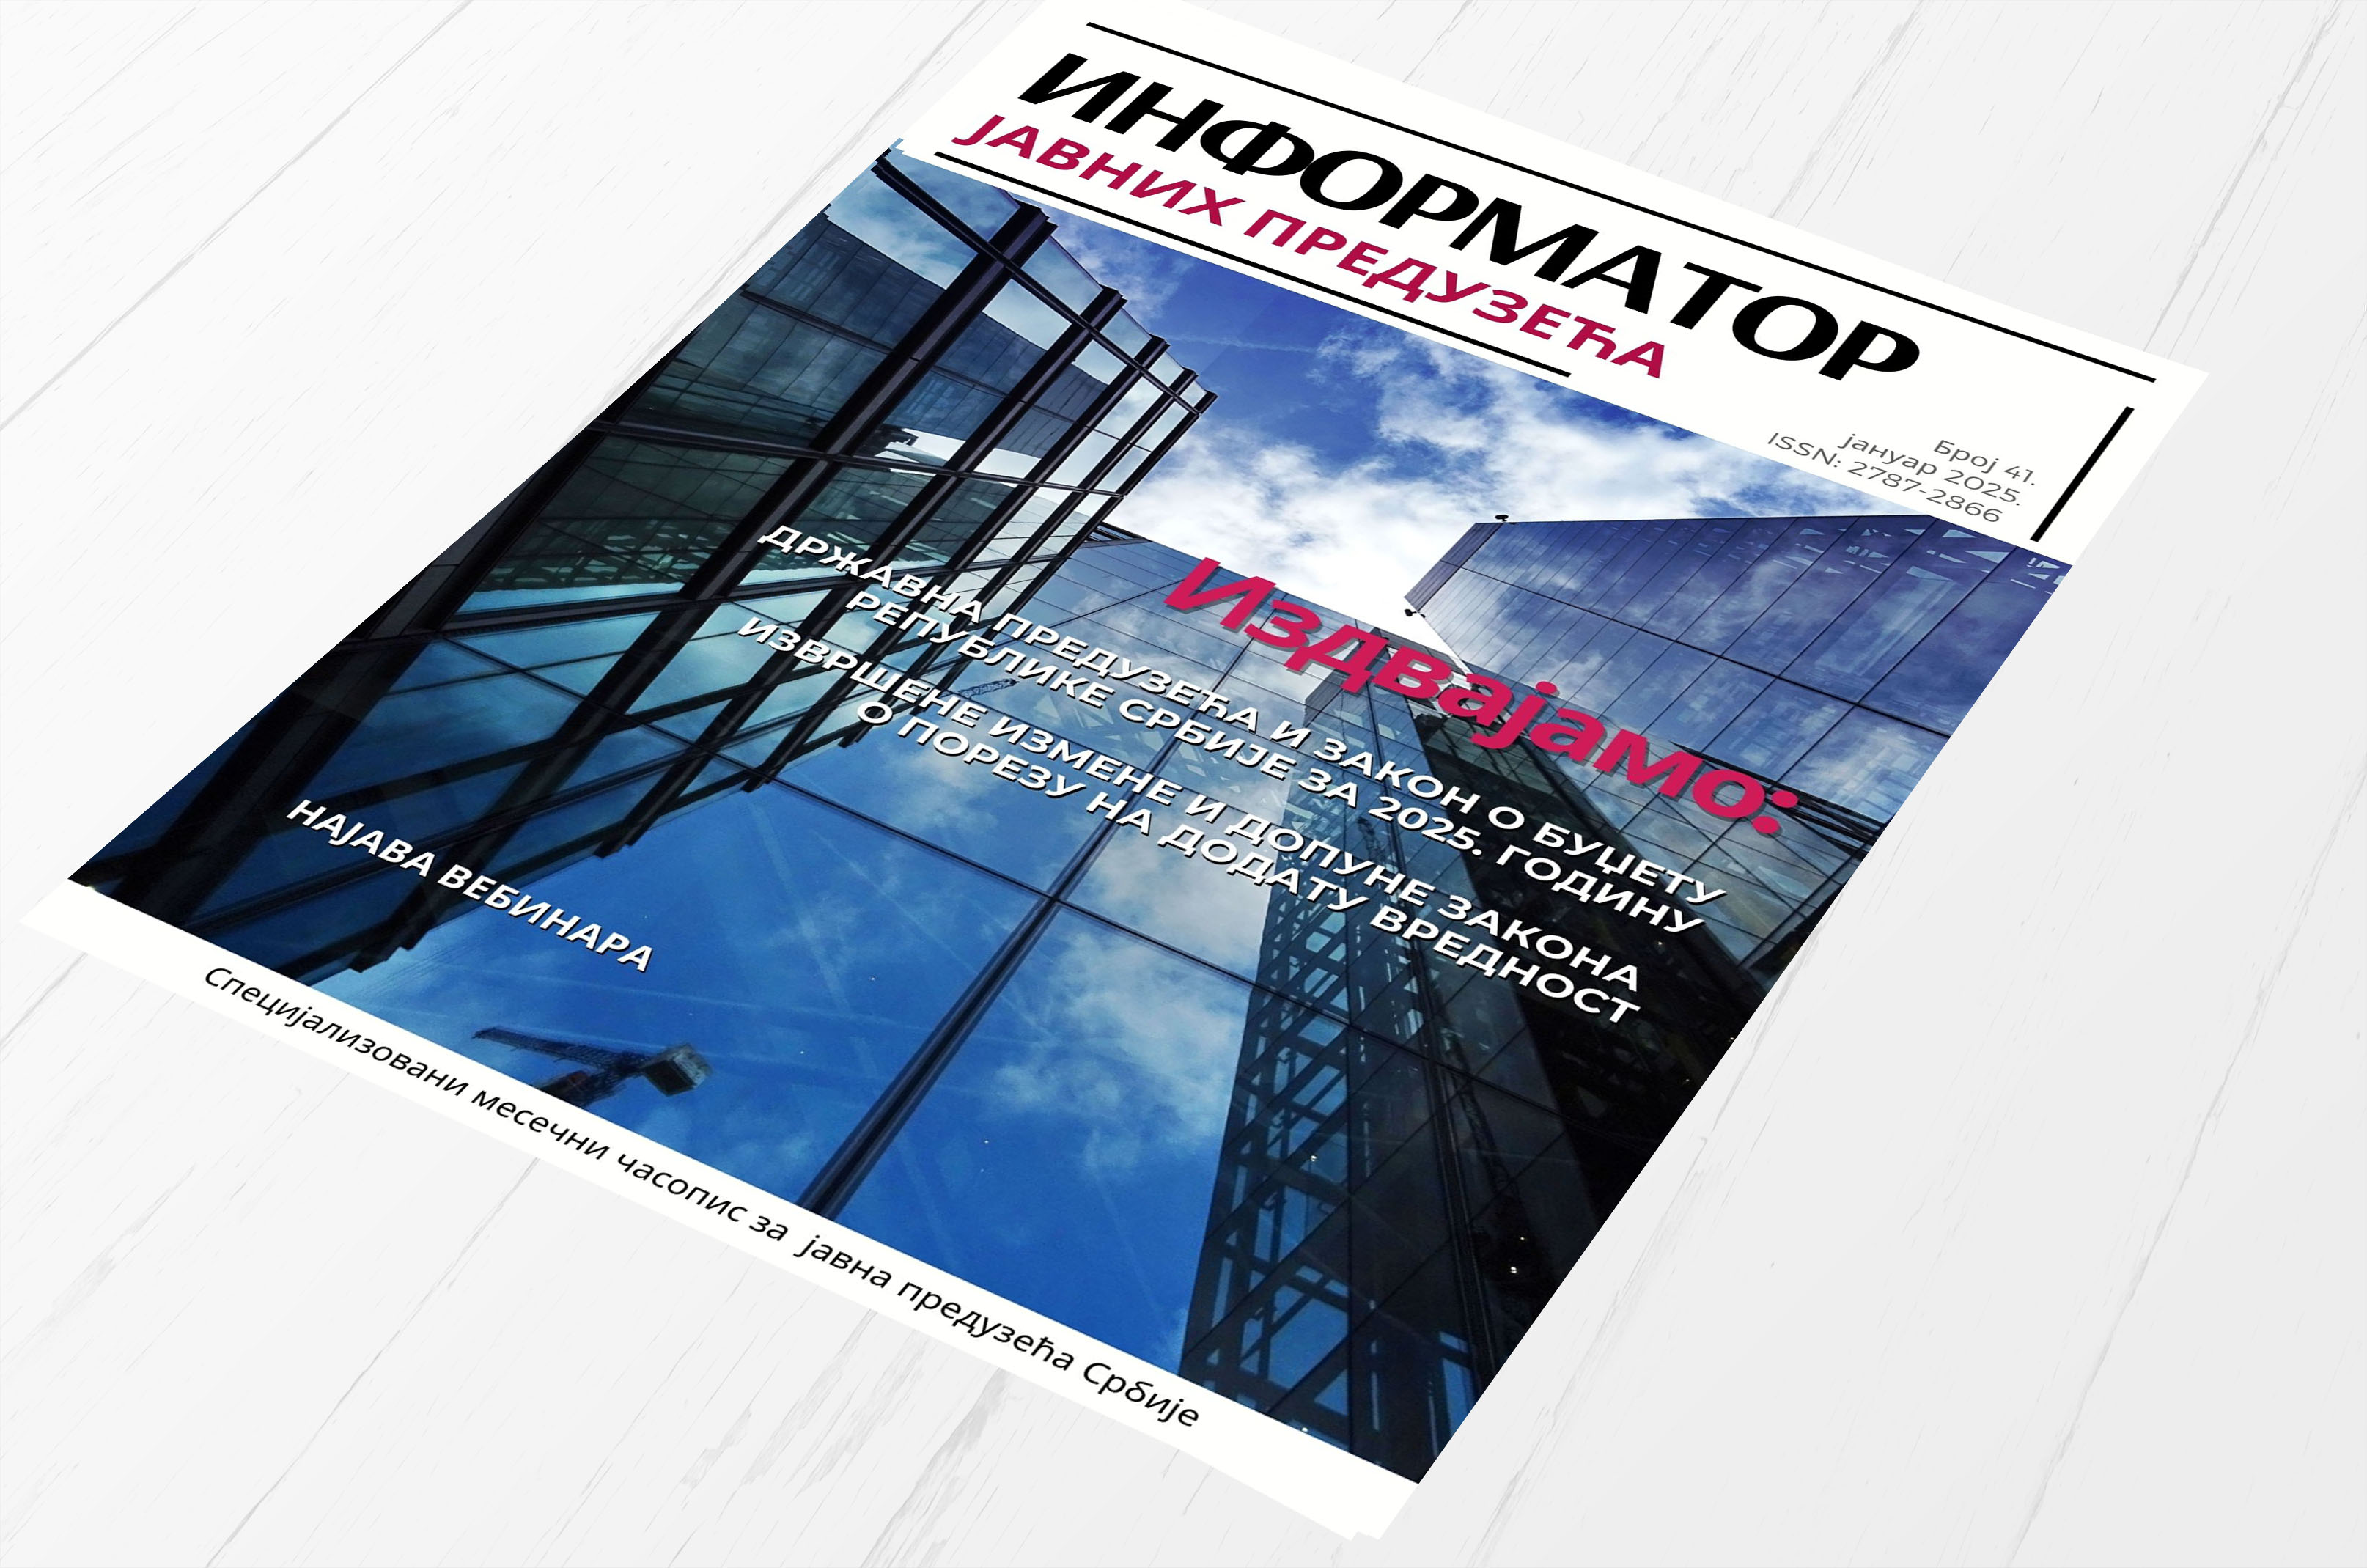 ИНФОРМАТОР
ЈАВНИХ ПРЕДУЗЕЋА
Број 41.
јануар 2025.
ISSN: 2787-2866
Издвајамо:
ДРЖАВНА ПРЕДУЗЕЋА И ЗАКОН О БУЏЕТУ
РЕПУБЛИКЕ СРБИЈЕ ЗА 2025. ГОДИНУ
ИЗВРШЕНЕ ИЗМЕНЕ И ДОПУНЕ ЗАКОНА
О ПОРЕЗУ НА ДОДАТУ ВРЕДНОСТ
НАЈАВА ВЕБИНАРА
Специјализовани месечни часопис за јавна предузећа Србије